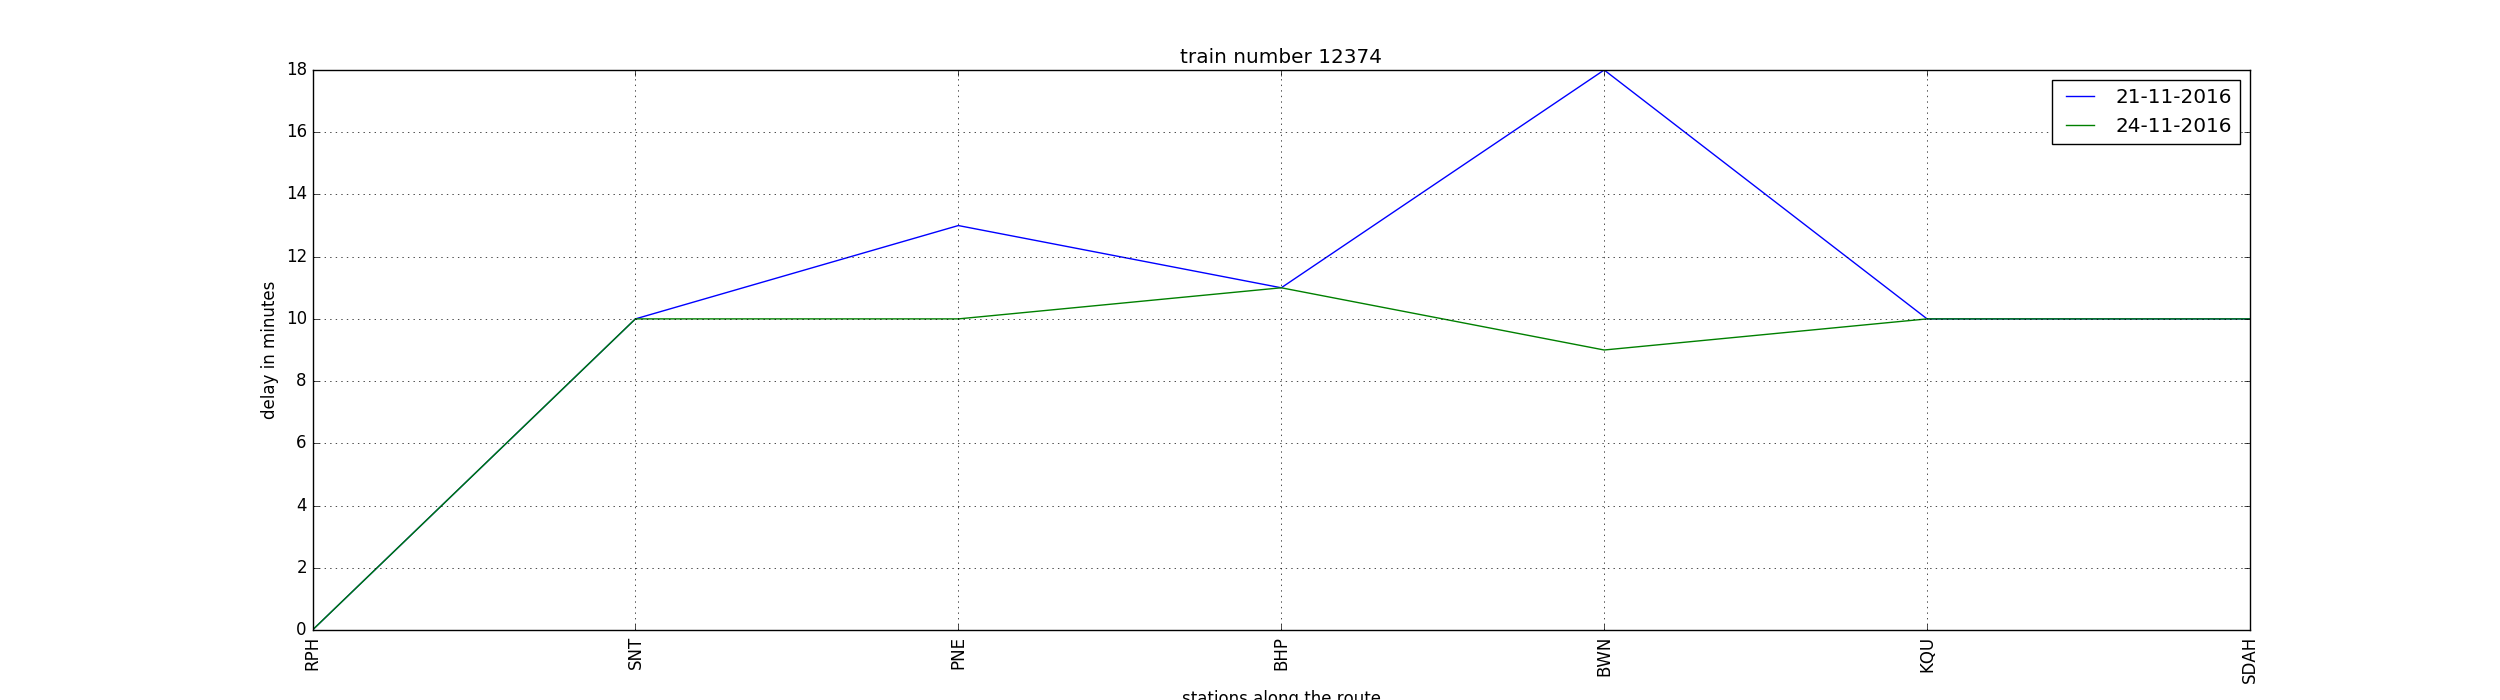 train number 12374
21-11-2016
24-11-2016
delay in minutes
18
16
14
12
10
8
6
4
2
0
RPH
SNT
PNE
BHP
BWN
KQU
SDAH
stations along the route